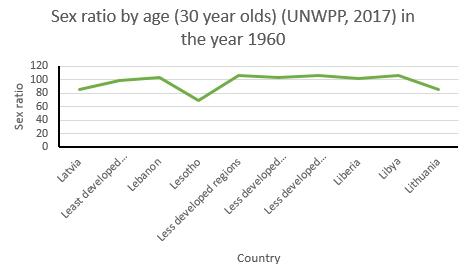 Sex ratio by age (30 year olds) (UNWPP, 2017) in
the year 1960
120
100
80
60
40
20
0
Sex ratio
Latvia
Least developed...
Lebanon
Lesotho
Less developed regions
Less developed...
Less developed...
Liberia
Libya
Lithuania
Country